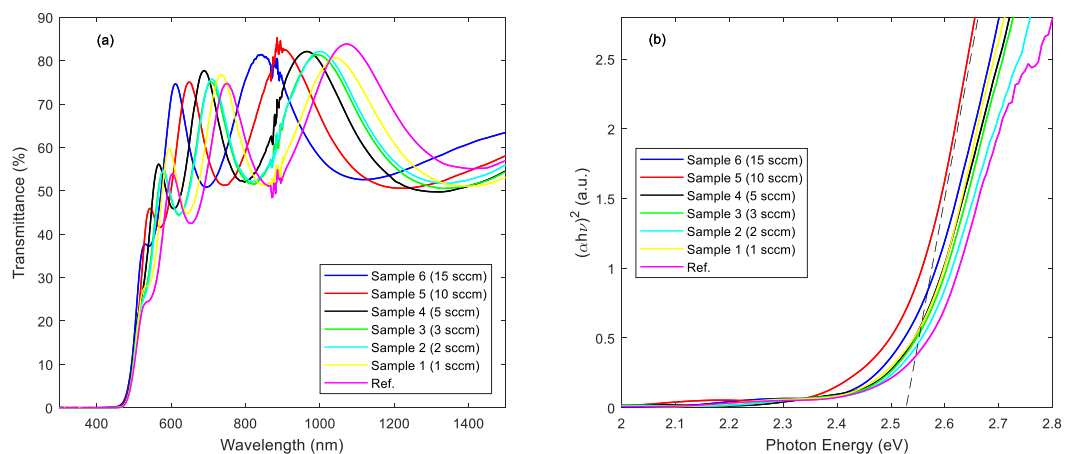 (a)
90
80
70
60
50
40
30
20
10
0
Transmittance (%)
400 600 800 1000 1200 1400
Wavelength (nm)
Sample 6 (15 sccm)
Sample 5 (10 sccm)
Sample 4 (5 sccm)
Sample 3 (3 sccm)
Sample 2 (2 sccm)
Sample 1 (1 sccm)
Ref.
(b)
2.5
2
1.5
1
0.5
0
(αhν)²  (a.u.)
2 2.1 2.2 2.3 2.4 2.5 2.6 2.7 2.8
Photon Energy (eV)
Sample 6 (15 sccm)
Sample 5 (10 sccm)
Sample 4 (5 sccm)
Sample 3 (3 sccm)
Sample 2 (2 sccm)
Sample 1 (1 sccm)
Ref.